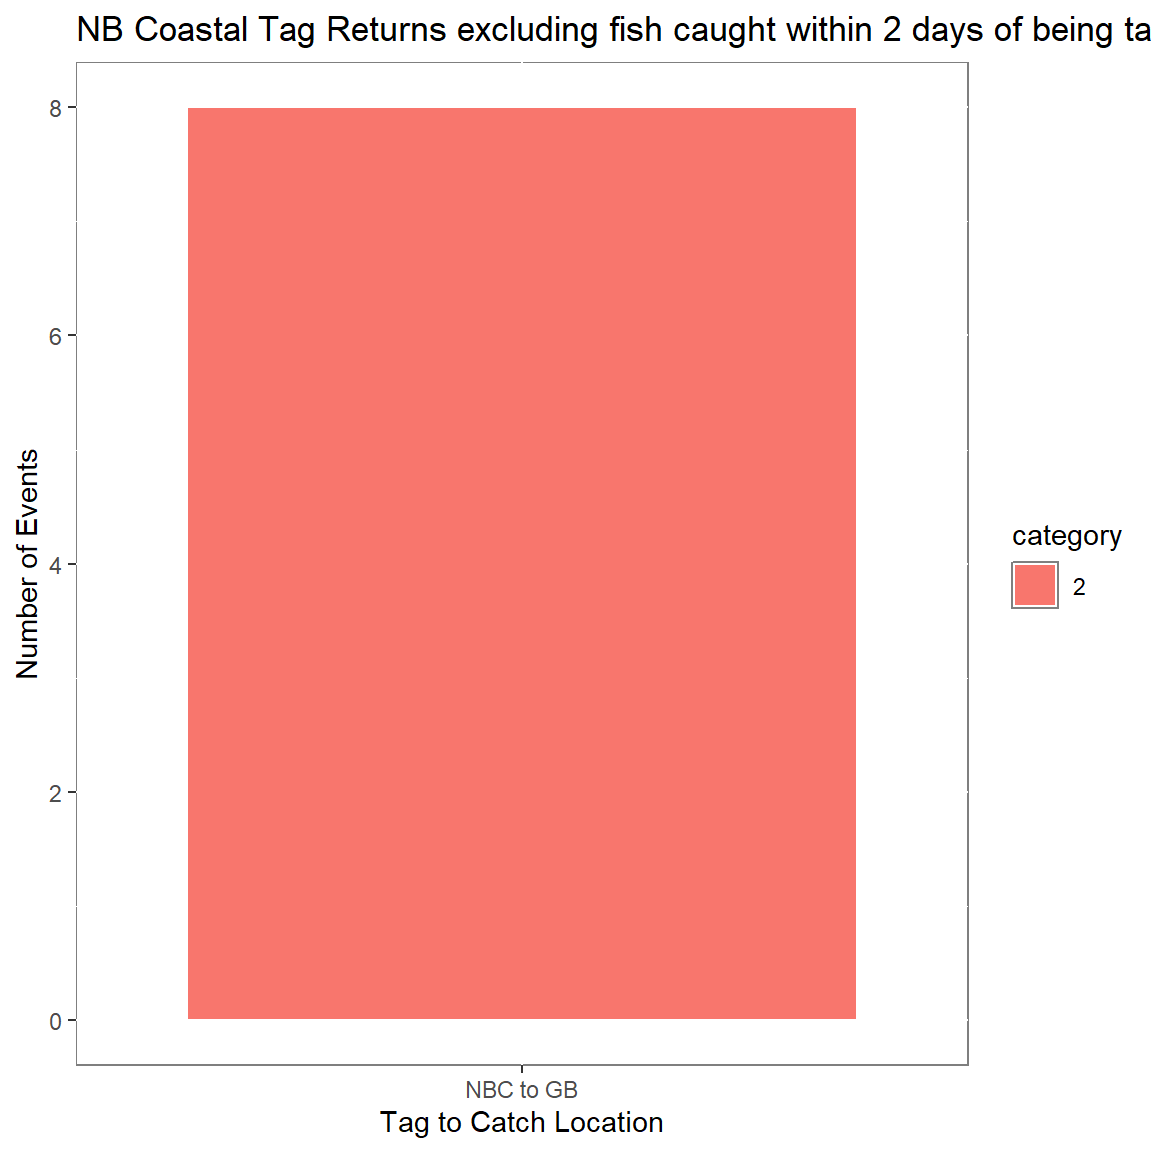 NB Coastal Tag Returns excluding fish caught within 2 days of being ta
8
6
4
2
0
Number of Events
NBC to GB
Tag to Catch Location
category
2